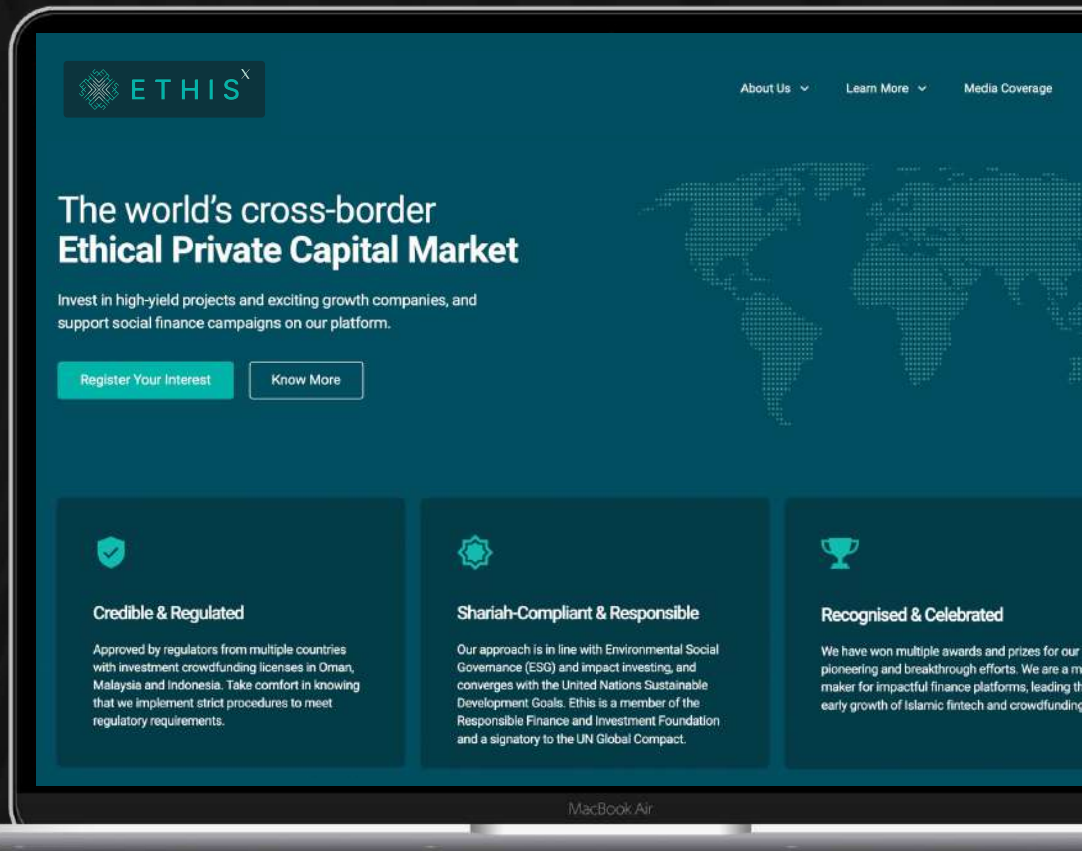 ETHIS X
About Us
Learn More
Media Coverage
The world's cross-border
Ethical Private Capital Market
Invest in high-yield projects and exciting growth companies, and
support social finance campaigns on our platform.
Register Your Interest
Know More
Credible & Regulated
Approved by regulators from multiple countries
with investment crowdfunding licenses in Oman,
Malaysia and Indonesia. Take comfort in knowing
that we implement strict procedures to meet
regulatory requirements.
Shariah-Compliant & Responsible
Our approach is in line with Environmental Social
Governance (ESG) and impact investing, and
converges with the United Nations Sustainable
Development Goals. Ethis is a member of the
Responsible Finance and Investment Foundation
and a signatory to the UN Global Compact.
Recognised & Celebrated
We have won multiple awards and prizes for our
pioneering and breakthrough efforts. We are a
maker for impactful finance platforms, leading
early growth of Islamic fintech and crowdfunding
MacBook Air